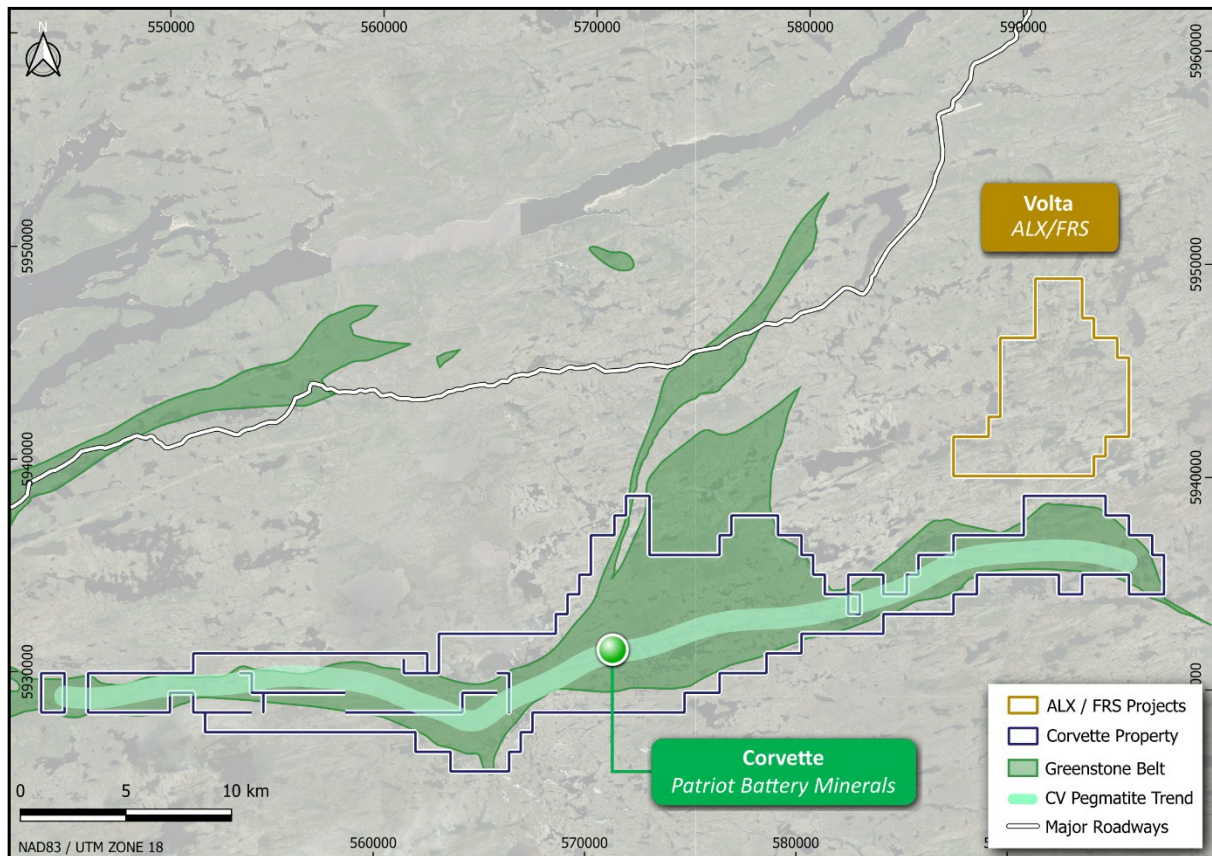 550000
560000
570000
580000
590000
N
5960000
5960000
Volta
ALX/FRS
5950000
5950000
5940000
5940000
5930000
ALX / FRS Projects
Corvette Property
Greenstone Belt
CV Pegmatite Trend
Major Roadways
Corvette
Patriot Battery Minerals
0
5
10 km
NAD83 / UTM ZONE 18
560000
570000
580000